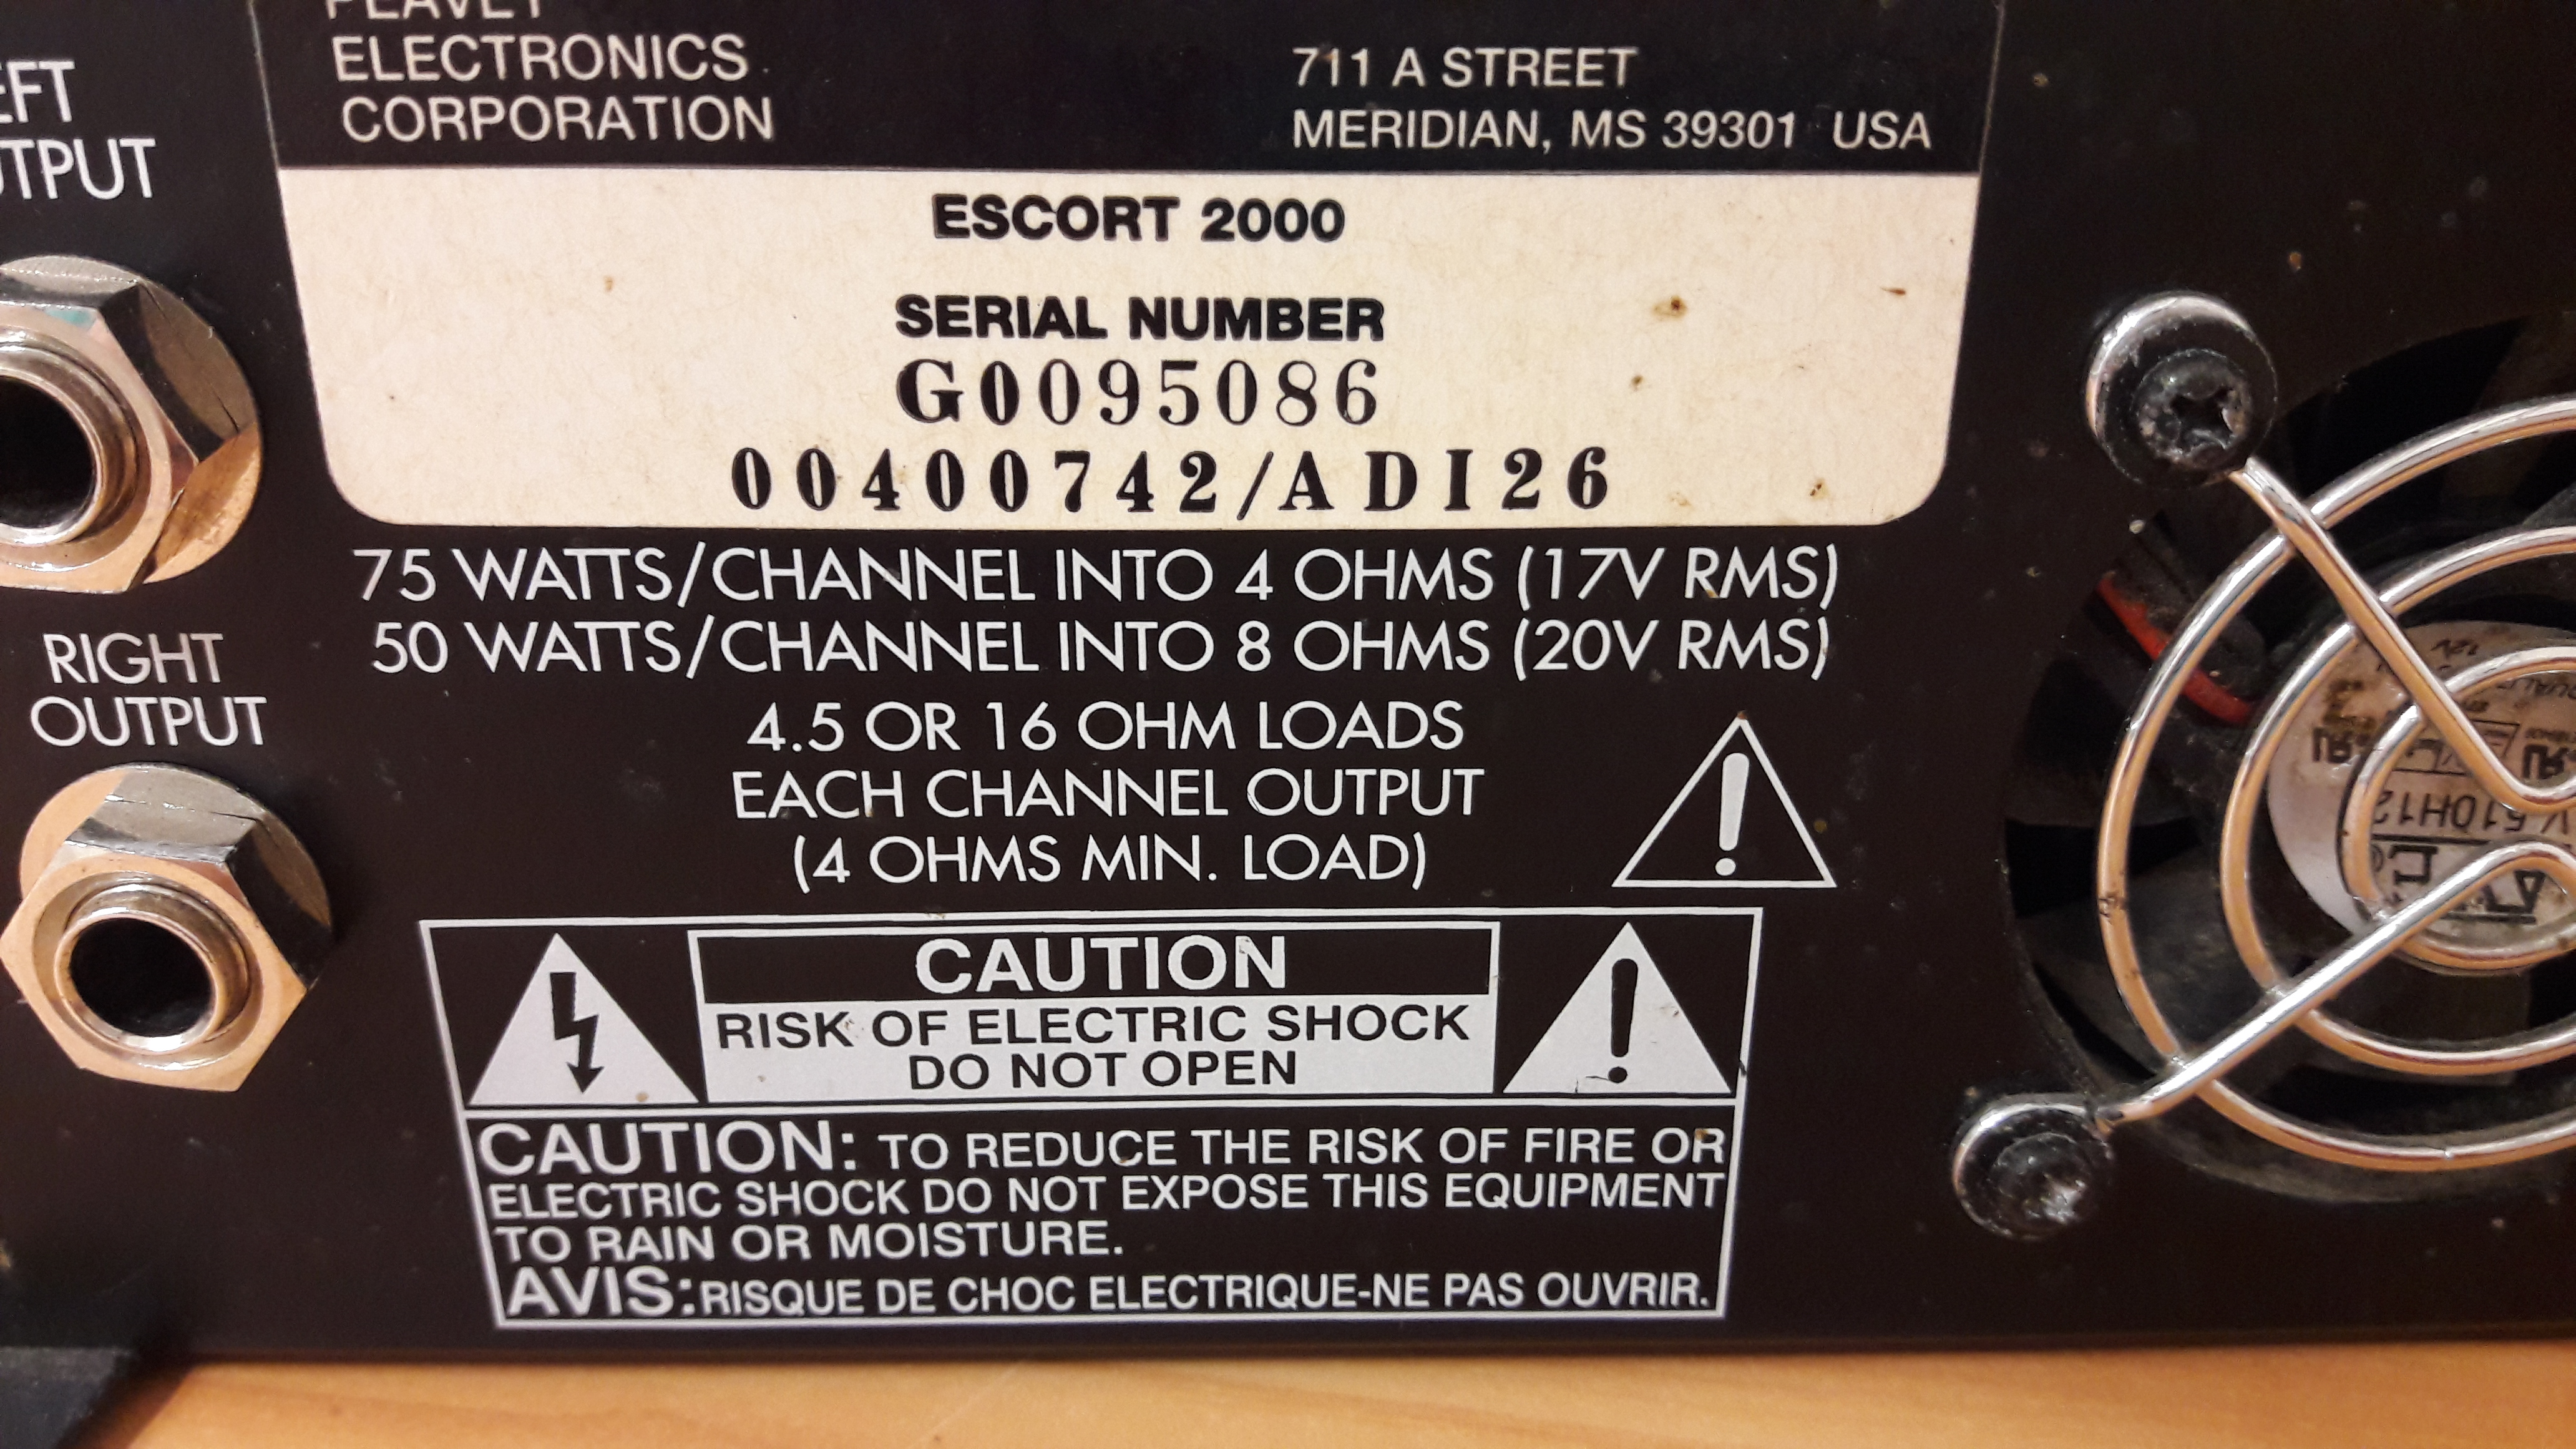 PEAVEY
ELECTRONICS
CORPORATION
711 A STREET
MERIDIAN, MS 39301 USA
ESCORT 2000
SERIAL NUMBER
G0095086
00400742/ADI26
75 WATTS/CHANNEL INTO 4 OHMS (17V RMS)
50 WATTS/CHANNEL INTO 8 OHMS (20V RMS)
4.5 OR 16 OHM LOADS
EACH CHANNEL OUTPUT
(4 OHMS MIN. LOAD)
EFT
UTPUT
RIGHT
OUTPUT
CAUTION
RISK OF ELECTRIC SHOCK
DO NOT OPEN
CAUTION: TO REDUCE THE RISK OF FIRE OR
ELECTRIC SHOCK DO NOT EXPOSE THIS EQUIPMENT
TO RAIN OR MOISTURE.
AVIS:RISQUE DE CHOC ELECTRIQUE-NE PAS OUVRIR.
12V